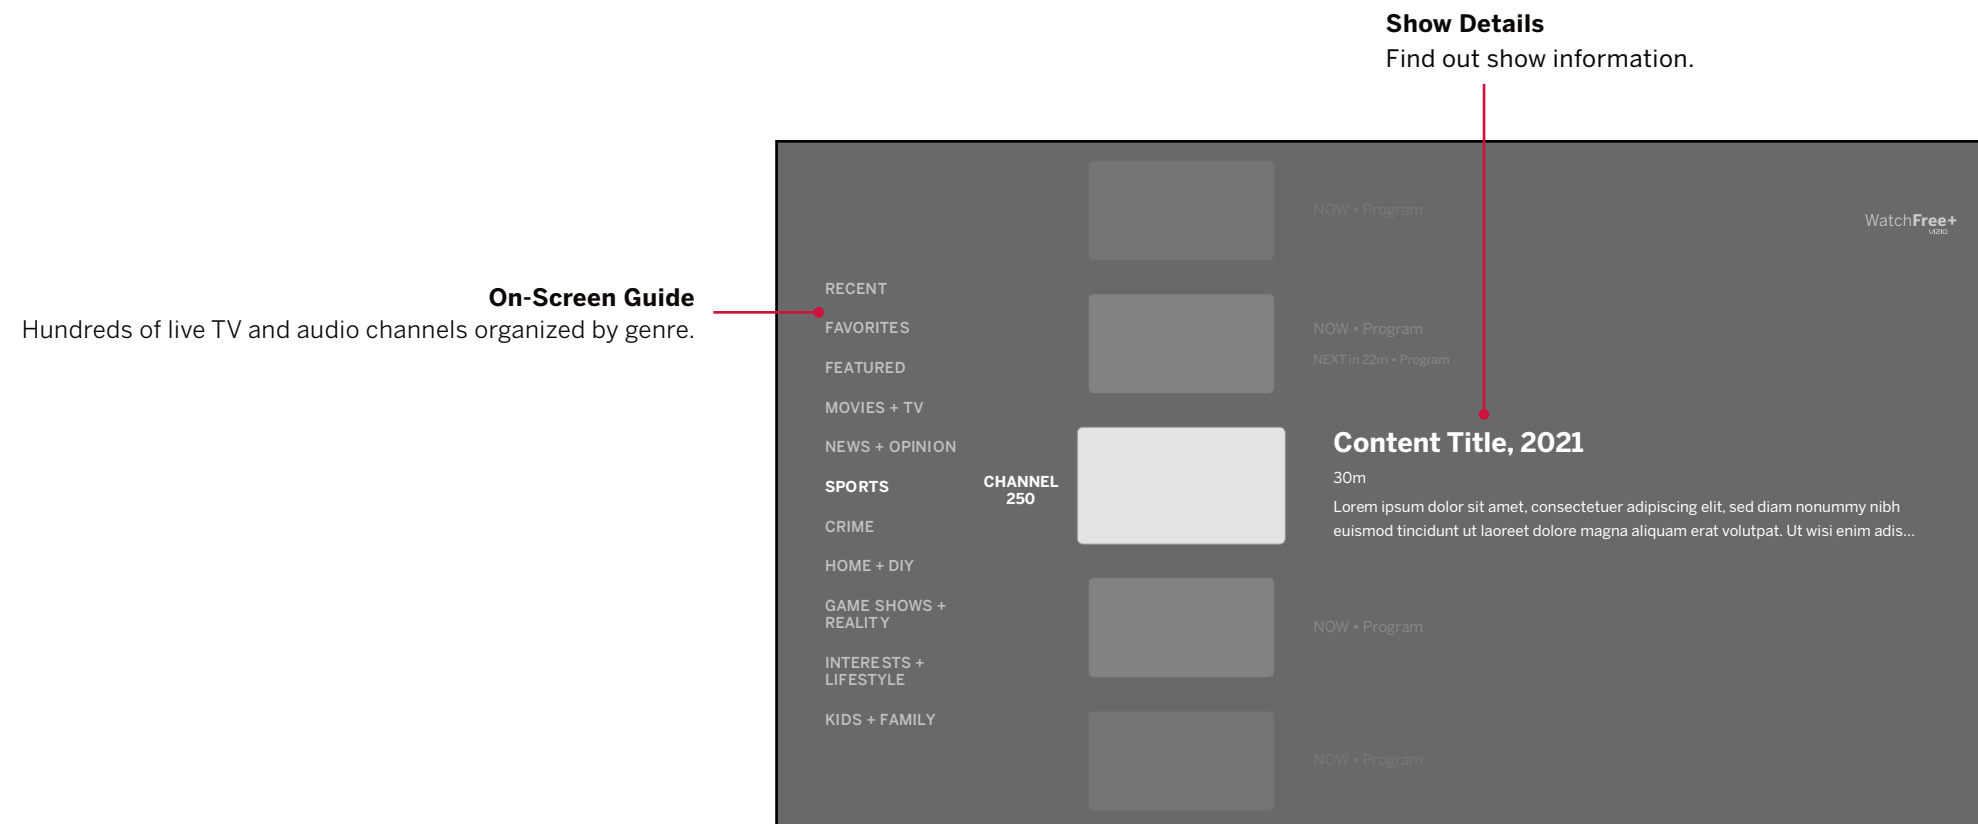 Show Details
Find out show information.
On-Screen Guide
Hundreds of live TV and audio channels organized by genre.
WatchFree+
VIZIO
RECENT
FAVORITES
FEATURED
MOVIES + TV
NEWS + OPINION
SPORTS
CRIME
HOME + DIY
GAME SHOWS +
REALITY
INTERESTS +
LIFESTYLE
KIDS + FAMILY
CHANNEL
250
NOW • Program
NOW • Program
NEXT in 22m • Program
Content Title, 2021
30m
Lorem ipsum dolor sit amet, consectetuer adipiscing elit, sed diam nonummy nibh
euismod tincidunt ut laoreet dolore magna aliquam erat volutpat. Ut wisi enim adis...
NOW • Program
NOW • Program